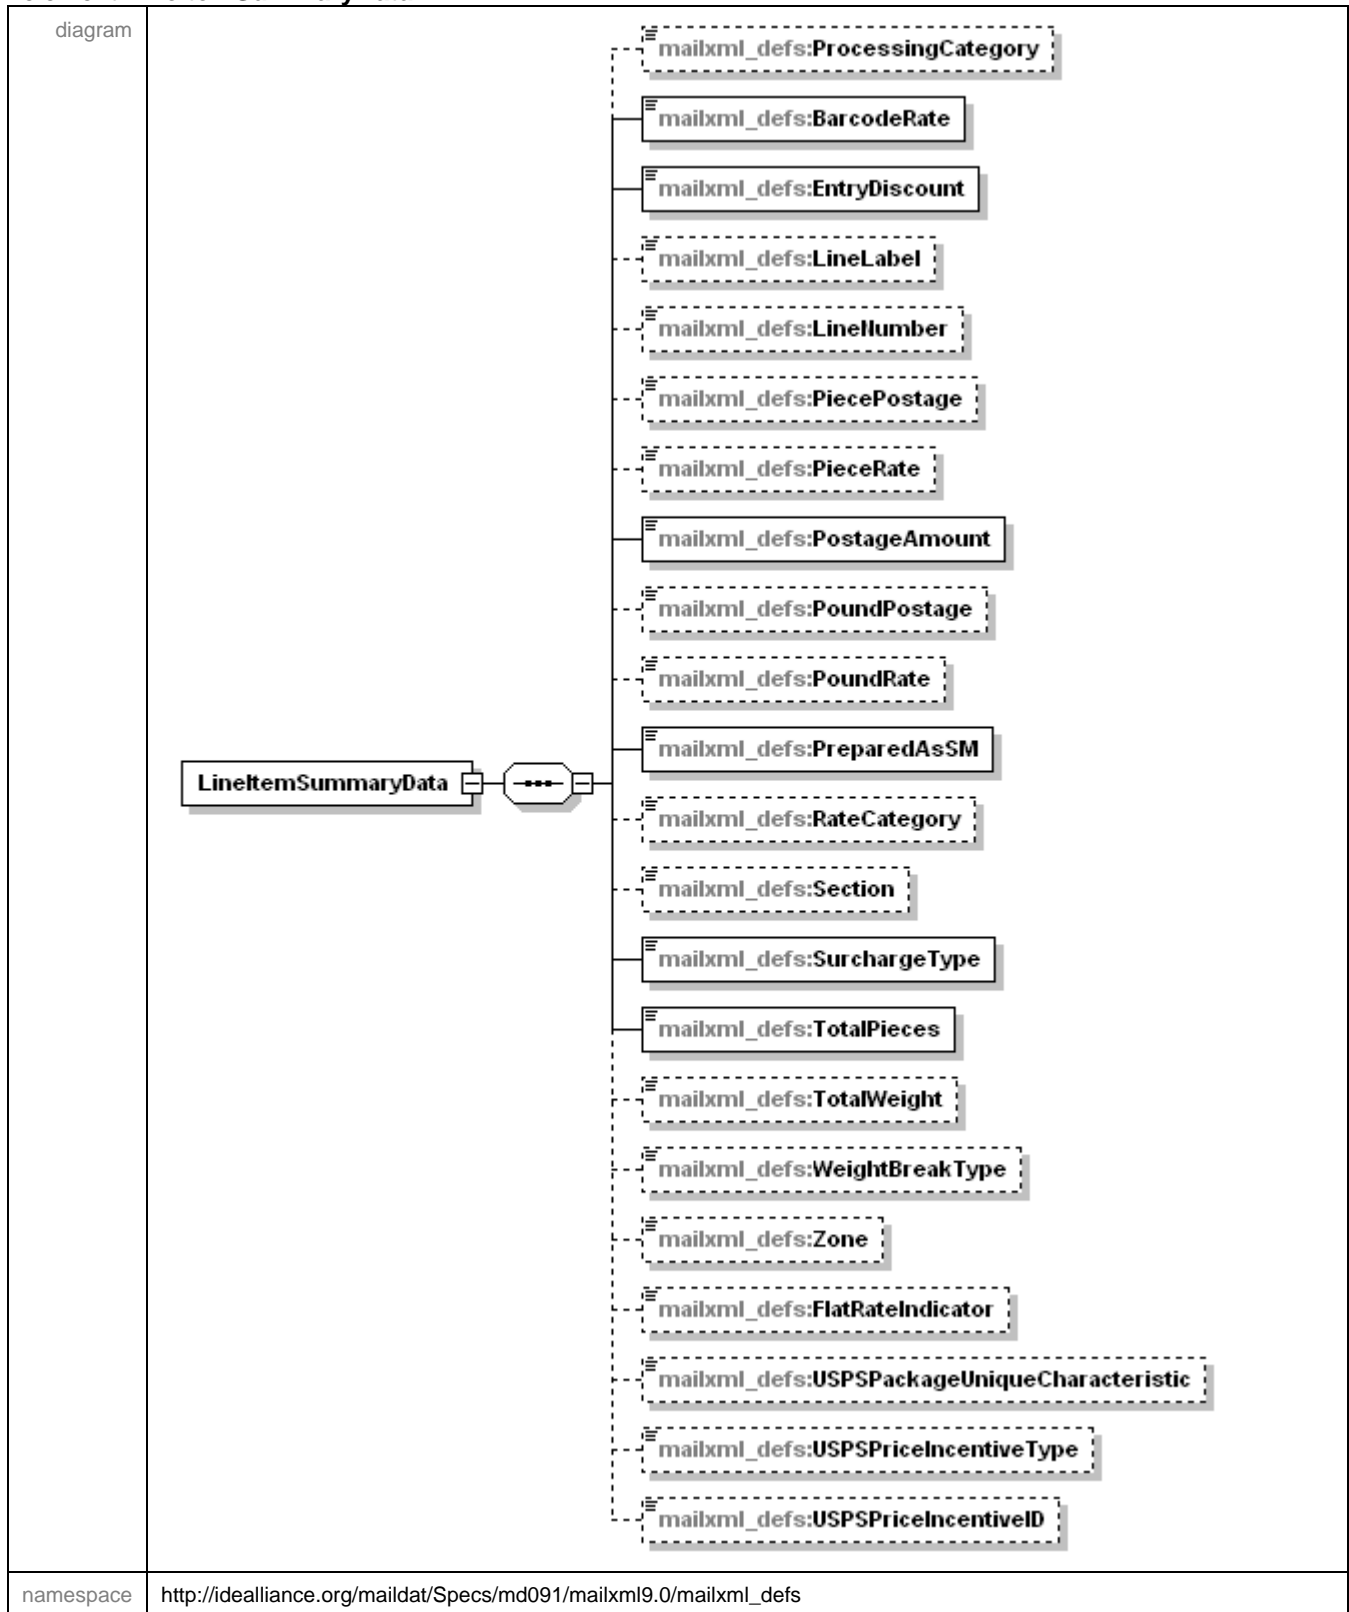 diagram
mailxml_defs:ProcessingCategory
mailxml_defs:BarcodeRate
mailxml_defs:EntryDiscount
mailxml_defs:LineLabel
mailxml_defs:LineNumber
mailxml_defs:PiecePostage
mailxml_defs:PieceRate
mailxml_defs:PostageAmount
mailxml_defs:PoundPostage
mailxml_defs:PoundRate
mailxml_defs:PreparedAsSM
LineItemSummaryData
mailxml_defs:RateCategory
mailxml_defs:Section
mailxml_defs:SurchargeType
mailxml_defs:TotalPieces
mailxml_defs:TotalWeight
mailxml_defs:WeightBreakType
mailxml_defs:Zone
mailxml_defs:FlatRateIndicator
mailxml_defs:USPSPackageUniqueCharacteristic
mailxml_defs:USPSPriceIncentiveType
mailxml_defs:USPSPriceIncentiveID
namespace http://idealliance.org/maildat/Specs/md091/mailxml9.0/mailxml_defs